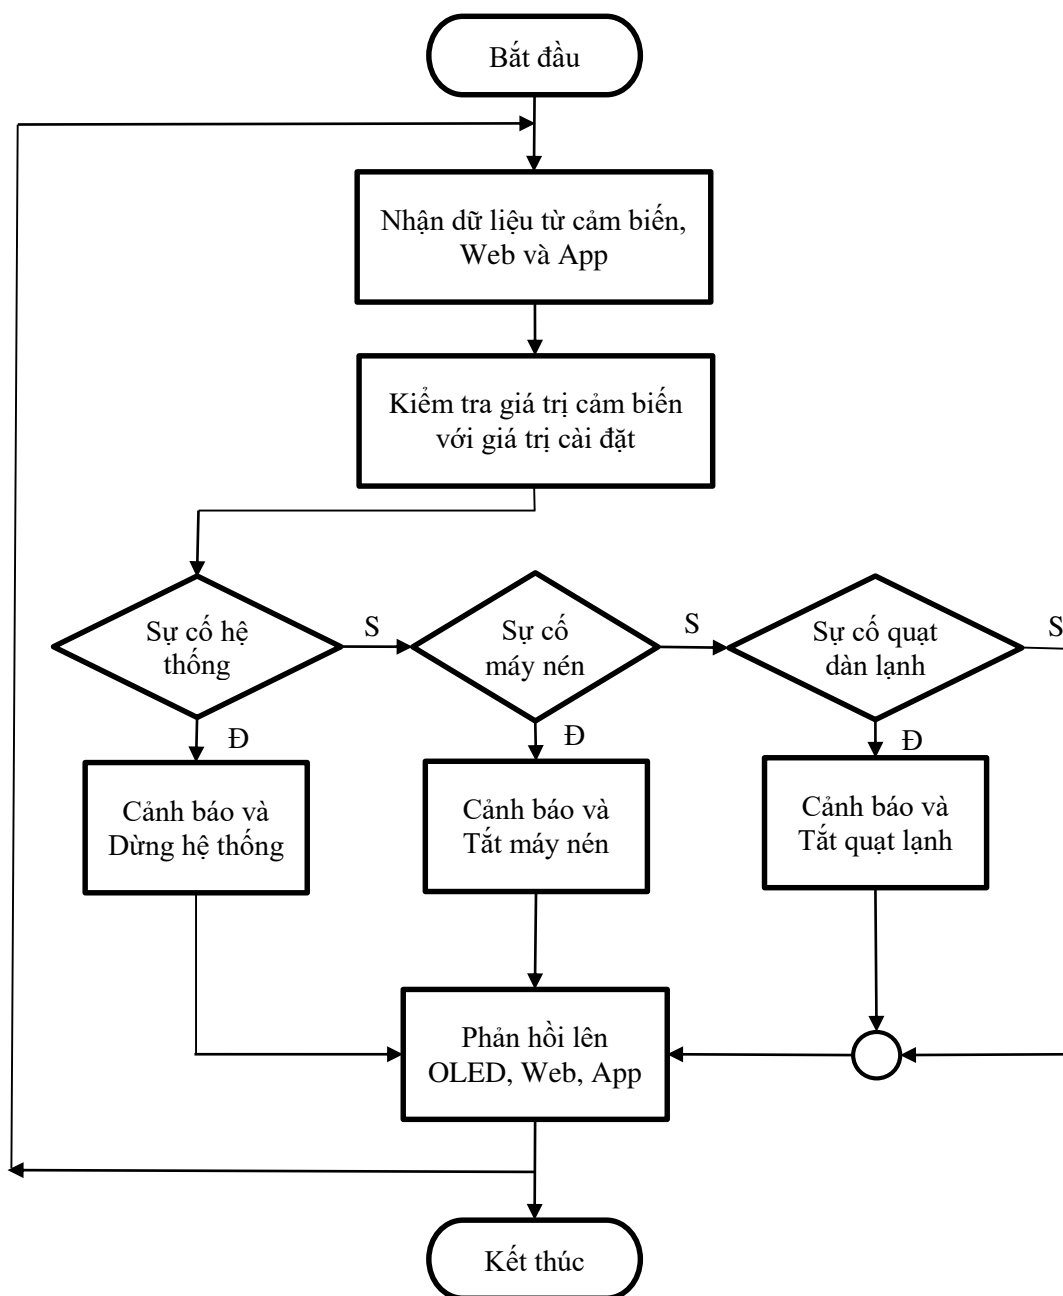 Bắt đầu
Nhận dữ liệu từ cảm biến,
Web và App
Kiểm tra giá trị cảm biến
với giá trị cài đặt
Sự cố hệ
thống
S
Sự cố
máy nén
S
Sự cố quạt
dàn lạnh
S
Đ
Đ
Đ
Cảnh báo và
Dừng hệ thống
Cảnh báo và
Tắt máy nén
Cảnh báo và
Tắt quạt lạnh
Phản hồi lên
OLED, Web, App
Kết thúc